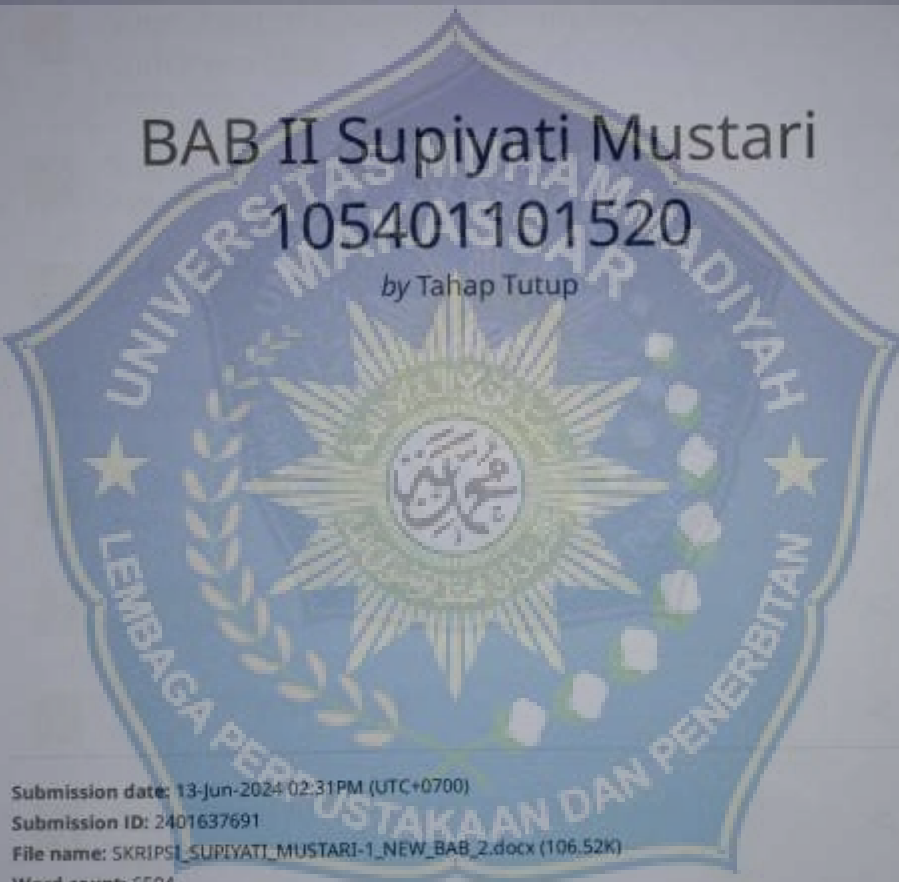 BAB II Supiyati Mustari
105401101520
by Tahap Tutup
UNIVERSITAS MUHAMMADIYAH
MAKASSAR
LEMBAGA PERPUSTAKAAN DAN PENERBITAN
Submission date: 13-Jun-2024 02:31PM (UTC+0700)
Submission ID: 2401637691
File name: SKRIPSI_SUPIYATI_MUSTARI-1_NEW_BAB_2.docx (106.52K)